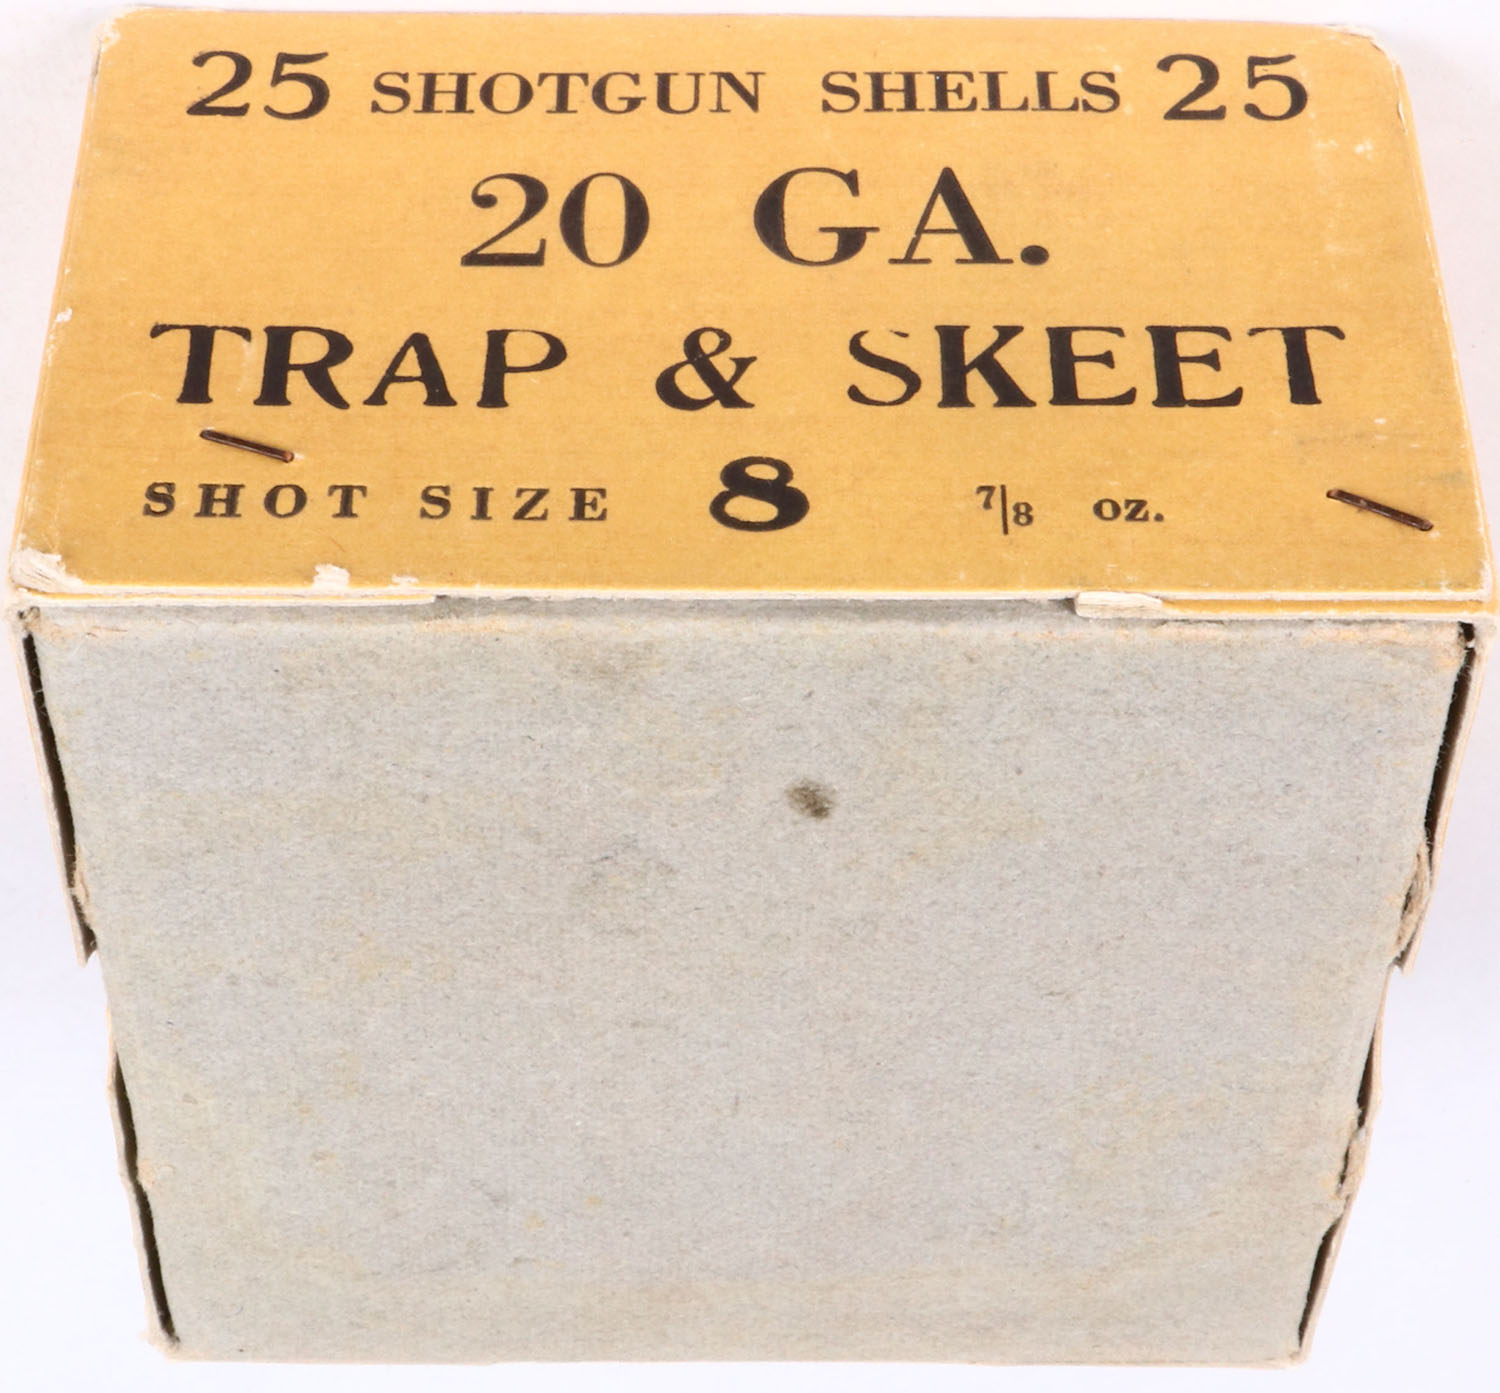 25 SHOTGUN SHELLS 25
20 GA.
TRAP & SKEET
SHOT SIZE 8 7/8 OZ.